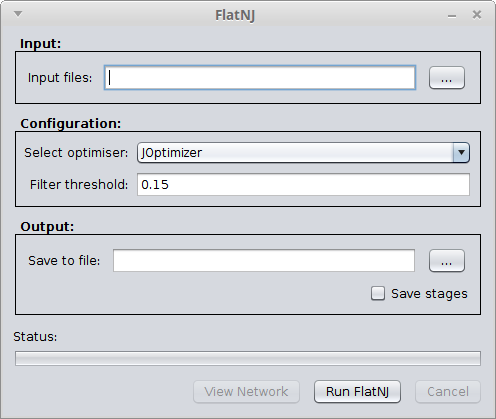 FlatNJ
Input:
Input files:
...
Configuration:
Select optimiser: JOptimizer
Filter threshold: 0.15
Output:
Save to file:
...
Save stages
Status:
View Network Run FlatNJ Cancel